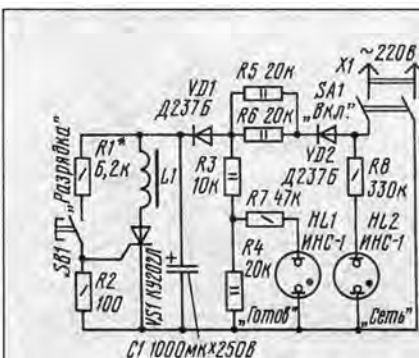 X1
~220в
R5 20к
SA1
„Вкл."
VD1
Д237Б
R6 20к
„Разрядка"
R1*
6,2к
L1
R3
10к
VD2
Д237Б
R8
330к
R7 47к
HL1
ИНС-1
HL2
ИНС-1
SB1
R2
100
VS1 КУ202Л
R4
20к
„Готов"
„Сеть"
C1 1000мк×250в